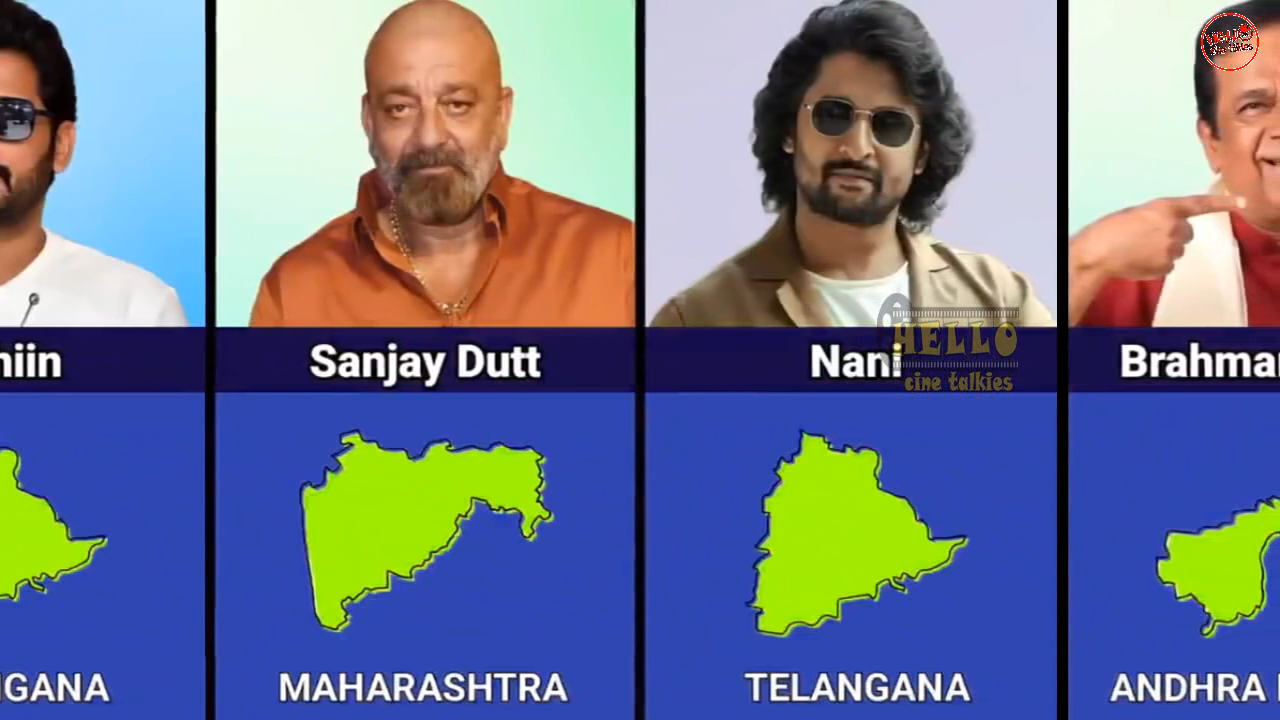 hiin
Sanjay Dutt
Nani
Brahma
HELLO
cine talkies
NGANA
MAHARASHTRA
TELANGANA
ANDHRA